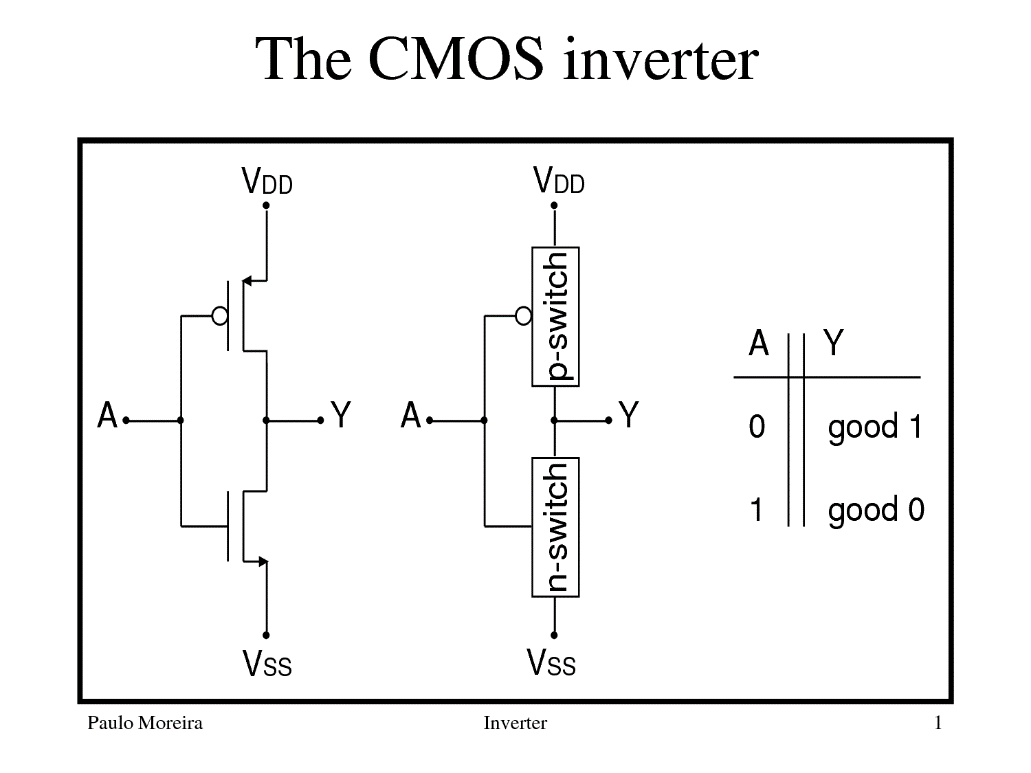 The CMOS inverter
VDD
A
Y
VSS
VDD
p-switch
A
Y
n-switch
VSS
A Y
0 good 1
1 good 0
Paulo Moreira Inverter 1